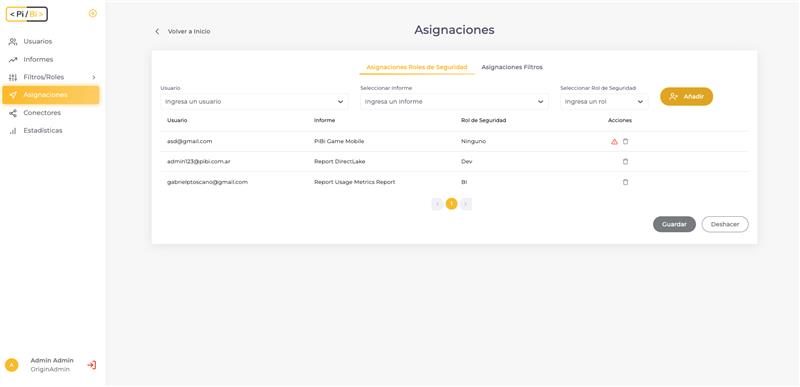 < Pi / Bi >
Usuarios
Informes
Filtros/Roles
Asignaciones
Conectores
Estadísticas
A
Admin Admin
OriginAdmin
Volver a Inicio
Asignaciones
Asignaciones Roles de Seguridad
Asignaciones Filtros
Usuario
Seleccionar Informe
Seleccionar Rol de Seguridad
Ingresa un usuario
Ingresa un informe
Ingresa un rol
Añadir
Usuario Informe Rol de Seguridad Acciones
asd@gmail.com PiBi Game Mobile Ninguno
admin123@pibi.com.ar Report DirectLake Dev
gabrielptoscano@gmail.com Report Usage Metrics Report BI
< 1 >
Guardar
Deshacer